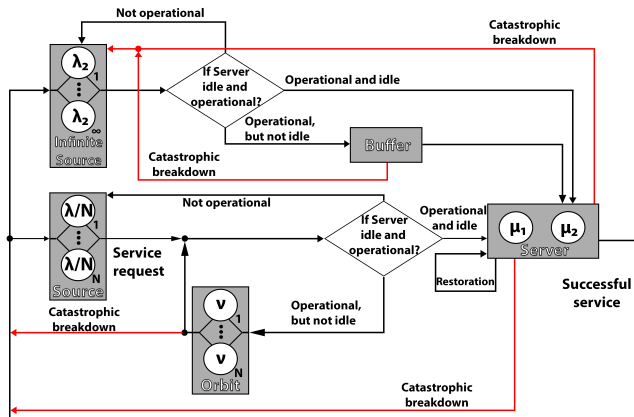 Not operational
Catastrophic
breakdown
λ₂
1
λ₂
∞
Infinite
Source
If Server
idle and
operational?
Operational and idle
Operational,
but not idle
Buffer
Catastrophic
breakdown
Not operational
λ/N
1
λ/N
N
Source
Service
request
If Server
idle and
operational?
Operational
and idle
μ₁
μ₂
Server
Restoration
Successful
service
Operational,
but not idle
Catastrophic
breakdown
ν
1
ν
N
Orbit
Catastrophic
breakdown